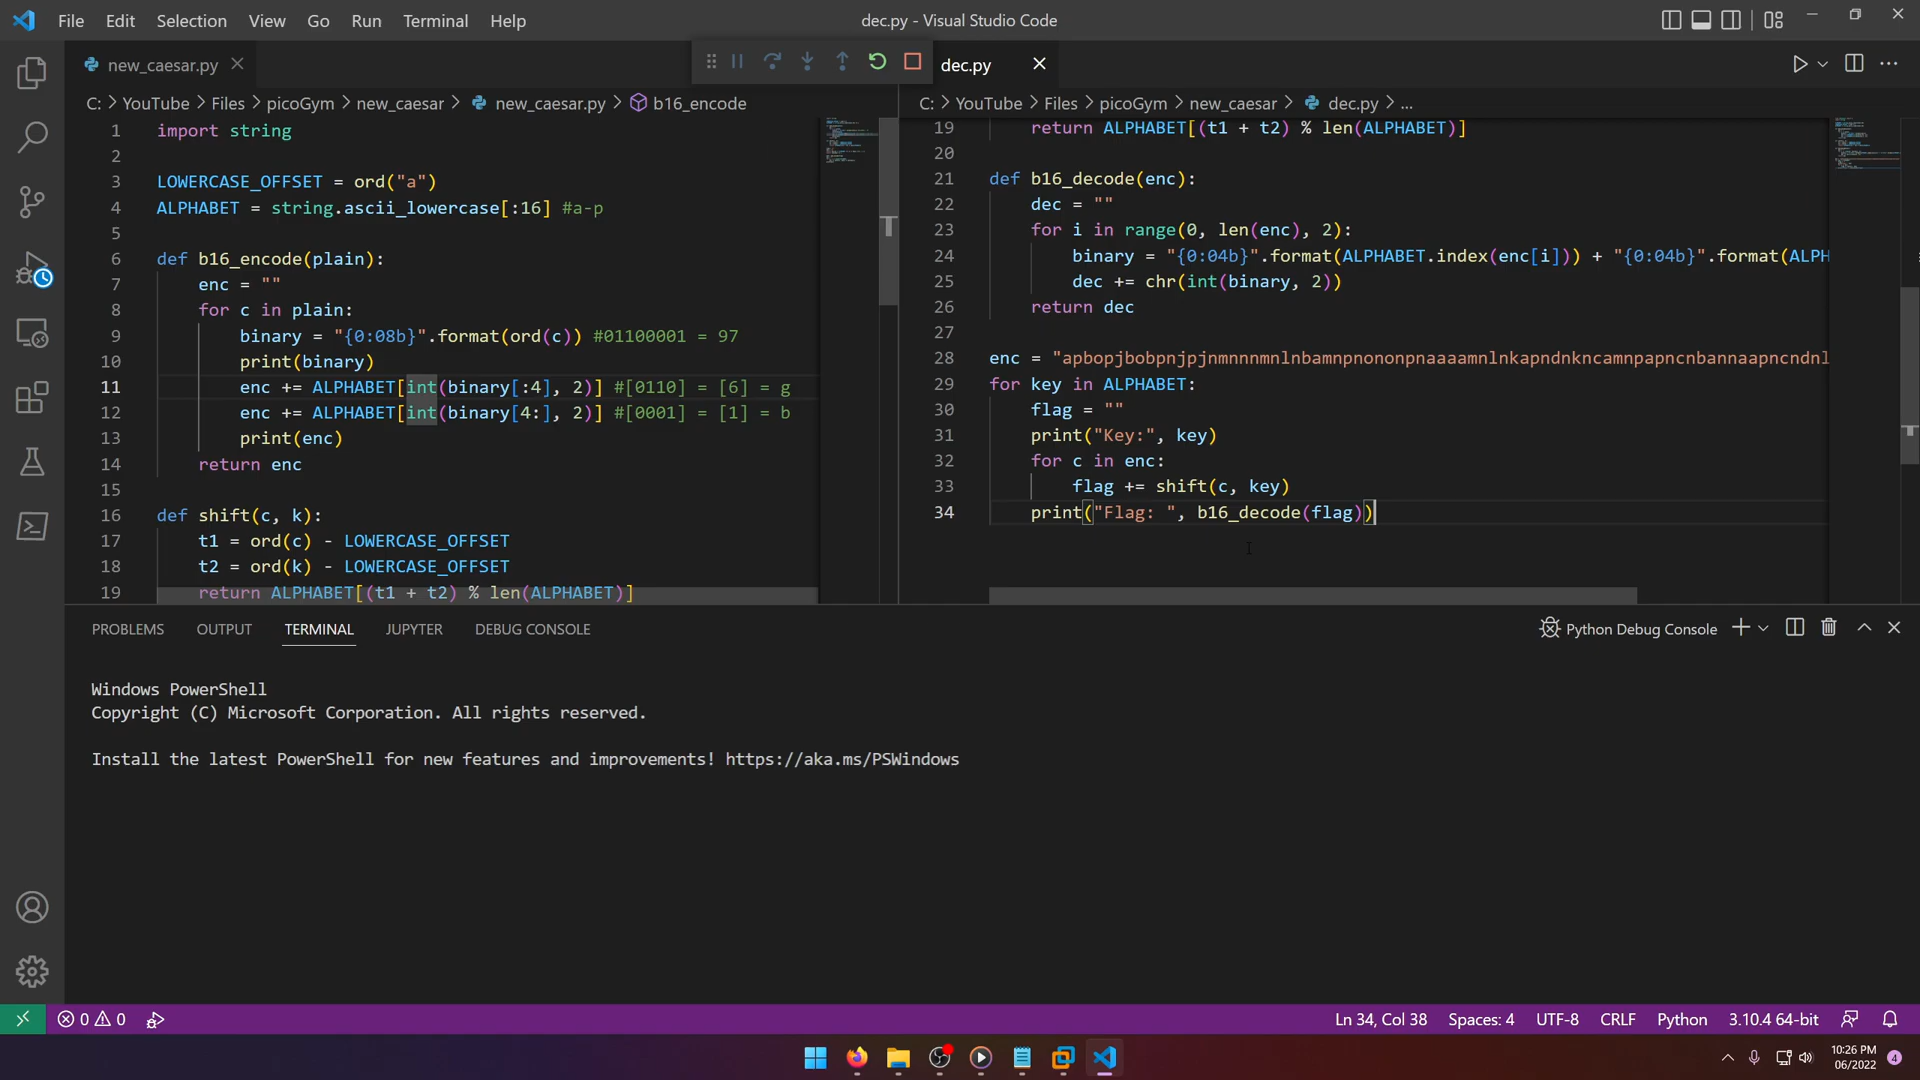 File Edit Selection View Go Run Terminal Help
dec.py - Visual Studio Code
new_caesar.py
C: > YouTube > Files > picoGym > new_caesar > new_caesar.py > b16_encode
1 import string
2
3 LOWERCASE_OFFSET = ord("a")
4 ALPHABET = string.ascii_lowercase[:16] #a-p
5
6 def b16_encode(plain):
7 enc = ""
8 for c in plain:
9 binary = "{0:08b}".format(ord(c)) #01100001 = 97
10 print(binary)
11 enc += ALPHABET[int(binary[:4], 2)] #[0110] = [6] = g
12 enc += ALPHABET[int(binary[4:], 2)] #[0001] = [1] = b
13 print(enc)
14 return enc
15
16 def shift(c, k):
17 t1 = ord(c) - LOWERCASE_OFFSET
18 t2 = ord(k) - LOWERCASE_OFFSET
19 return ALPHABET[(t1 + t2) % len(ALPHABET)]
dec.py
C: > YouTube > Files > picoGym > new_caesar > dec.py > ...
19 return ALPHABET[(t1 + t2) % len(ALPHABET)]
20
21 def b16_decode(enc):
22 dec = ""
23 for i in range(0, len(enc), 2):
24 binary = "{0:04b}".format(ALPHABET.index(enc[i])) + "{0:04b}".format(ALPH
25 dec += chr(int(binary, 2))
26 return dec
27
28 enc = "apbopjbobpnjpjnmnnnmnlnbamnpnononpnaaaamnlnkapndnkncamnpapncnbannaapncndnl
29 for key in ALPHABET:
30 flag = ""
31 print("Key:", key)
32 for c in enc:
33 flag += shift(c, key)
34 print("Flag: ", b16_decode(flag))
PROBLEMS OUTPUT TERMINAL JUPYTER DEBUG CONSOLE
Python Debug Console
Windows PowerShell
Copyright (C) Microsoft Corporation. All rights reserved.
Install the latest PowerShell for new features and improvements! https://aka.ms/PSWindows
0 0
Ln 34, Col 38 Spaces: 4 UTF-8 CRLF Python 3.10.4 64-bit
10:26 PM
06/2022
4